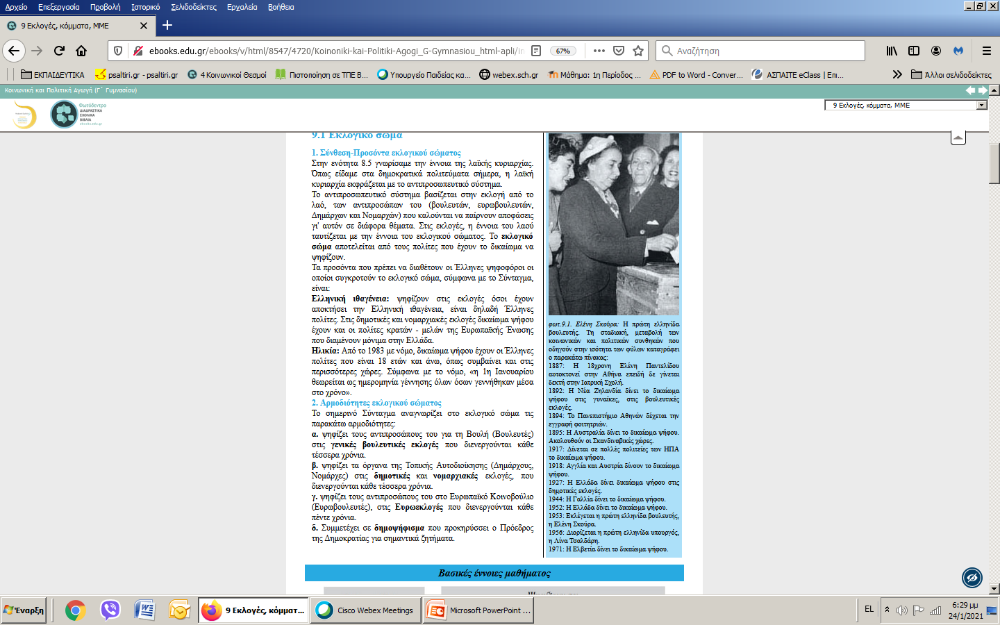 Αρχείο Επεξεργασία Προβολή Ιστορικό Σελιδοδείκτες Εργαλεία Βοήθεια
9 Εκλογές, κόμματα, ΜΜΕ
ebooks.edu.gr/ebooks/v/html/8547/4720/Koinoniki-kai-Politiki-Agogi_G-Gymnasiou_html-apli/in
67%
Αναζήτηση
ΕΚΠΑΙΔΕΥΤΙΚΑ
psaltiri.gr - psaltiri.gr
4 Κοινωνικοί Θεσμοί
Πιστοποίηση σε ΤΠΕ Β...
Υπουργείο Παιδείας κα...
webex.sch.gr
Μάθημα: 1η Περίοδος ...
PDF to Word - Conver...
ΑΣΠΑΙΤΕ eClass | Επι...
Άλλοι σελιδοδείκτες
Κοινωνική και Πολιτική Αγωγή (Γ΄ Γυμνασίου)
Φωτόδεντρο
ΔΙΑΔΡΑΣΤΙΚΑ
ΣΧΟΛΙΚΑ
ΒΙΒΛΙΑ
ebooks.edu.gr
9 Εκλογές, κόμματα, ΜΜΕ
9.1 Εκλογικό σώμα
1. Σύνθεση-Προσόντα εκλογικού σώματος
Στην ενότητα 8.5 γνωρίσαμε την έννοια της λαϊκής κυριαρχίας.
Όπως είδαμε στα δημοκρατικά πολιτεύματα σήμερα, η λαϊκή
κυριαρχία εκφράζεται με το αντιπροσωπευτικό σύστημα.
Το αντιπροσωπευτικό σύστημα βασίζεται στην εκλογή από το
λαό, των αντιπροσώπων του (βουλευτών, ευρωβουλευτών,
Δημάρχων και Νομαρχών) που καλούνται να παίρνουν αποφάσεις
γι' αυτόν σε διάφορα θέματα. Στις εκλογές, η έννοια του λαού
ταυτίζεται με την έννοια του εκλογικού σώματος. Το εκλογικό
σώμα αποτελείται από τους πολίτες που έχουν το δικαίωμα να
ψηφίζουν.
Τα προσόντα που πρέπει να διαθέτουν οι Έλληνες ψηφοφόροι οι
οποίοι συγκροτούν το εκλογικό σώμα, σύμφωνα με το Σύνταγμα,
είναι:
Ελληνική ιθαγένεια: ψηφίζουν στις εκλογές όσοι έχουν
αποκτήσει την Ελληνική ιθαγένεια, είναι δηλαδή Έλληνες
πολίτες. Στις δημοτικές και νομαρχιακές εκλογές δικαίωμα ψήφου
έχουν και οι πολίτες κρατών - μελών της Ευρωπαϊκής Ένωσης
που διαμένουν μόνιμα στην Ελλάδα.
Ηλικία: Από το 1983 με νόμο, δικαίωμα ψήφου έχουν οι Έλληνες
πολίτες που είναι 18 ετών και άνω, όπως συμβαίνει και στις
περισσότερες χώρες. Σύμφωνα με το νόμο, «η 1η Ιανουαρίου
θεωρείται ως ημερομηνία γέννησης όλων όσων γεννήθηκαν μέσα
στο χρόνο».
2. Αρμοδιότητες εκλογικού σώματος
Το σημερινό Σύνταγμα αναγνωρίζει στο εκλογικό σώμα τις
παρακάτω αρμοδιότητες:
α. ψηφίζει τους αντιπροσώπους του για τη Βουλή (Βουλευτές)
στις γενικές βουλευτικές εκλογές που διενεργούνται κάθε
τέσσερα χρόνια.
β. ψηφίζει τα όργανα της Τοπικής Αυτοδιοίκησης (Δημάρχους,
Νομάρχες) στις δημοτικές και νομαρχιακές εκλογές, που
διενεργούνται κάθε τέσσερα χρόνια.
γ. ψηφίζει τους αντιπροσώπους του στο Ευρωπαϊκό Κοινοβούλιο
(Ευρωβουλευτές), στις Ευρωεκλογές που διενεργούνται κάθε
πέντε χρόνια.
δ. Συμμετέχει σε δημοψήφισμα που προκηρύσσει ο Πρόεδρος
της Δημοκρατίας για σημαντικά ζητήματα.
φωτ.9.1. Ελένη Σκούρα: Η πρώτη ελληνίδα
βουλευτής. Τη σταδιακή, μεταβολή των
κοινωνικών και πολιτικών συνθηκών που
οδηγούν στην ισότητα των φύλων καταγράφει
ο παρακάτω πίνακας:
1887: Η 18χρονη Ελένη Παντελίδου
αυτοκτονεί στην Αθήνα επειδή δε γίνεται
δεκτή στην Ιατρική Σχολή.
1892: Η Νέα Ζηλανδία δίνει το δικαίωμα
ψήφου στις γυναίκες, στις βουλευτικές
εκλογές.
1894: Το Πανεπιστήμιο Αθηνών δέχεται την
εγγραφή φοιτητριών.
1895: Η Αυστραλία δίνει το δικαίωμα ψήφου.
Ακολουθούν οι Σκανδιναβικές χώρες.
1917: Δίνεται σε πολλές πολιτείες των ΗΠΑ
το δικαίωμα ψήφου.
1918: Αγγλία και Αυστρία δίνουν το δικαίωμα
ψήφου.
1927: Η Ελλάδα δίνει δικαίωμα ψήφου στις
δημοτικές εκλογές.
1944: Η Γαλλία δίνει το δικαίωμα ψήφου.
1952: Η Ελλάδα δίνει το δικαίωμα ψήφου.
1953: Εκλέγεται η πρώτη ελληνίδα βουλευτής,
η Ελένη Σκούρα.
1956: Διορίζεται η πρώτη ελληνίδα υπουργός,
η Λίνα Τσαλδάρη.
1971: Η Ελβετία δίνει το δικαίωμα ψήφου.
Βασικές έννοιες μαθήματος
Έναρξη
9 Εκλογές, κόμματ...
Cisco Webex Meetings
Microsoft PowerPoint ...
EL
6:29 μμ
24/1/2021